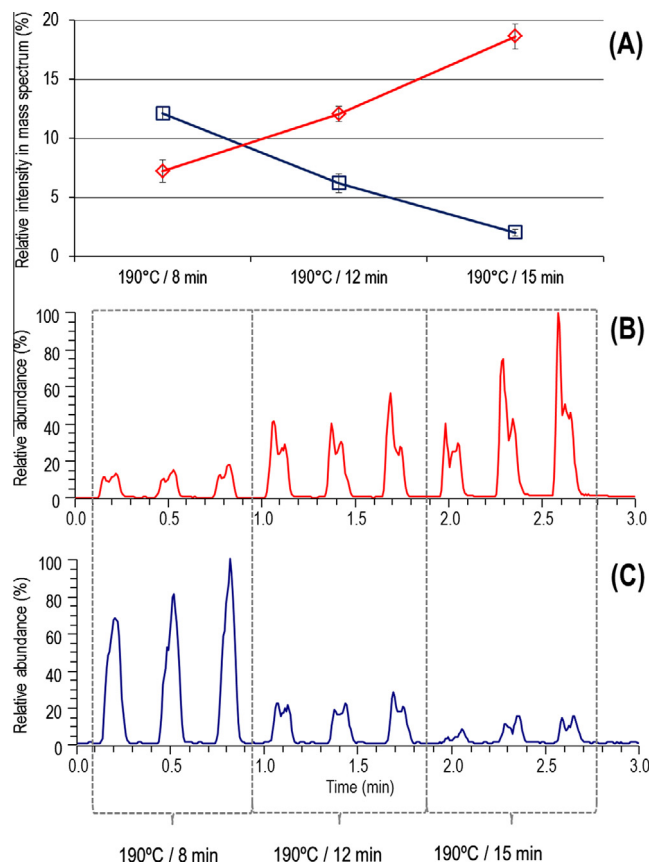 Relative intensity in mass spectrum (%)
20
15
10
5
0
(A)
190°C / 8 min 190°C / 12 min 190°C / 15 min
Relative abundance (%)
100
80
60
40
20
0
(B)
0.0 0.5 1.0 1.5 2.0 2.5 3.0
Relative abundance (%)
100
80
60
40
20
0
(C)
0.0 0.5 1.0 1.5 2.0 2.5 3.0
Time (min)
190ºC / 8 min 190ºC / 12 min 190ºC / 15 min